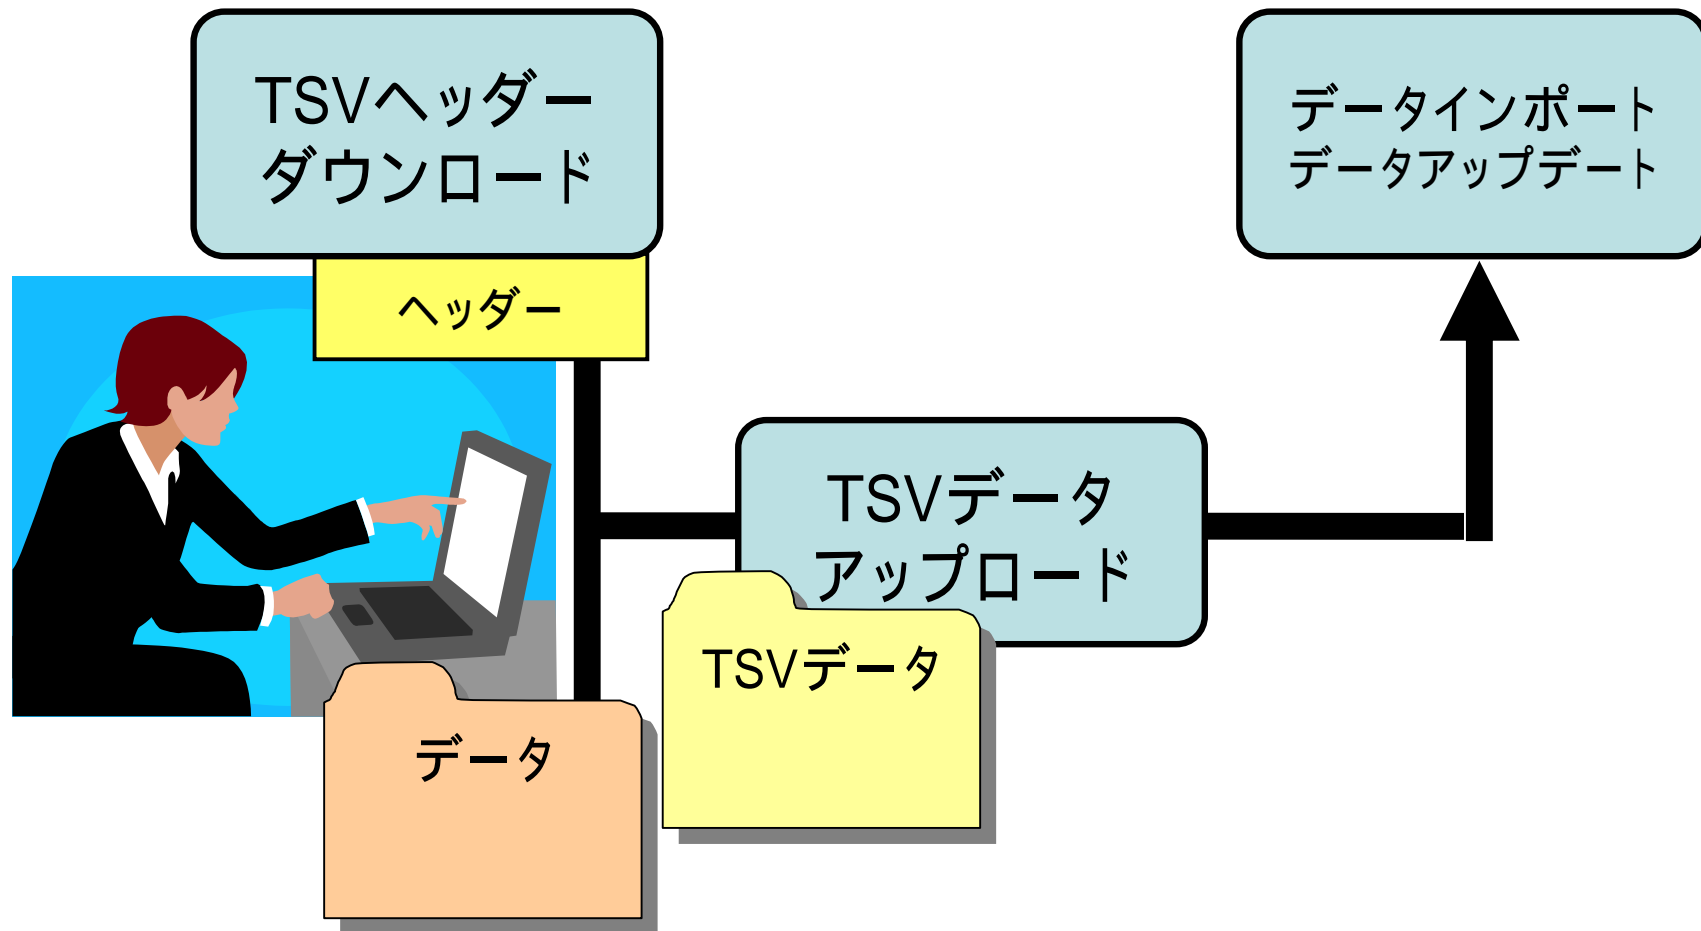 TSVヘッダー
ダウンロード
ヘッダー
データインポート
データアップデート
TSVデータ
アップロード
TSVデータ
データ